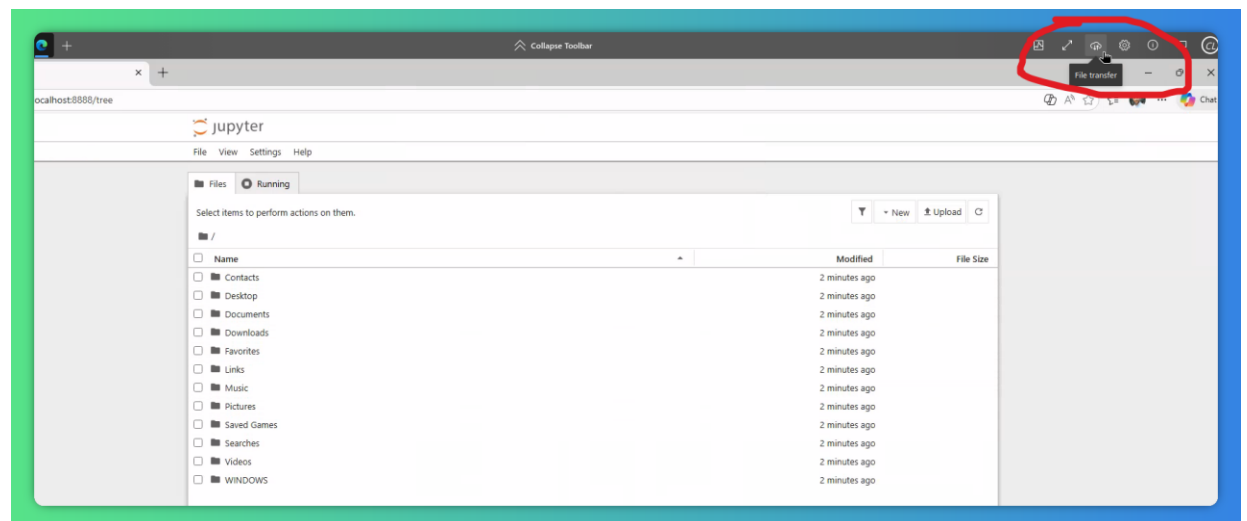 +
Collapse Toolbar
CL
File transfer
× +
ocalhost:8888/tree
Chat
jupyter
File View Settings Help
Files Running
Select items to perform actions on them.
New Upload
/
Name Modified File Size
Contacts 2 minutes ago
Desktop 2 minutes ago
Documents 2 minutes ago
Downloads 2 minutes ago
Favorites 2 minutes ago
Links 2 minutes ago
Music 2 minutes ago
Pictures 2 minutes ago
Saved Games 2 minutes ago
Searches 2 minutes ago
Videos 2 minutes ago
WINDOWS 2 minutes ago